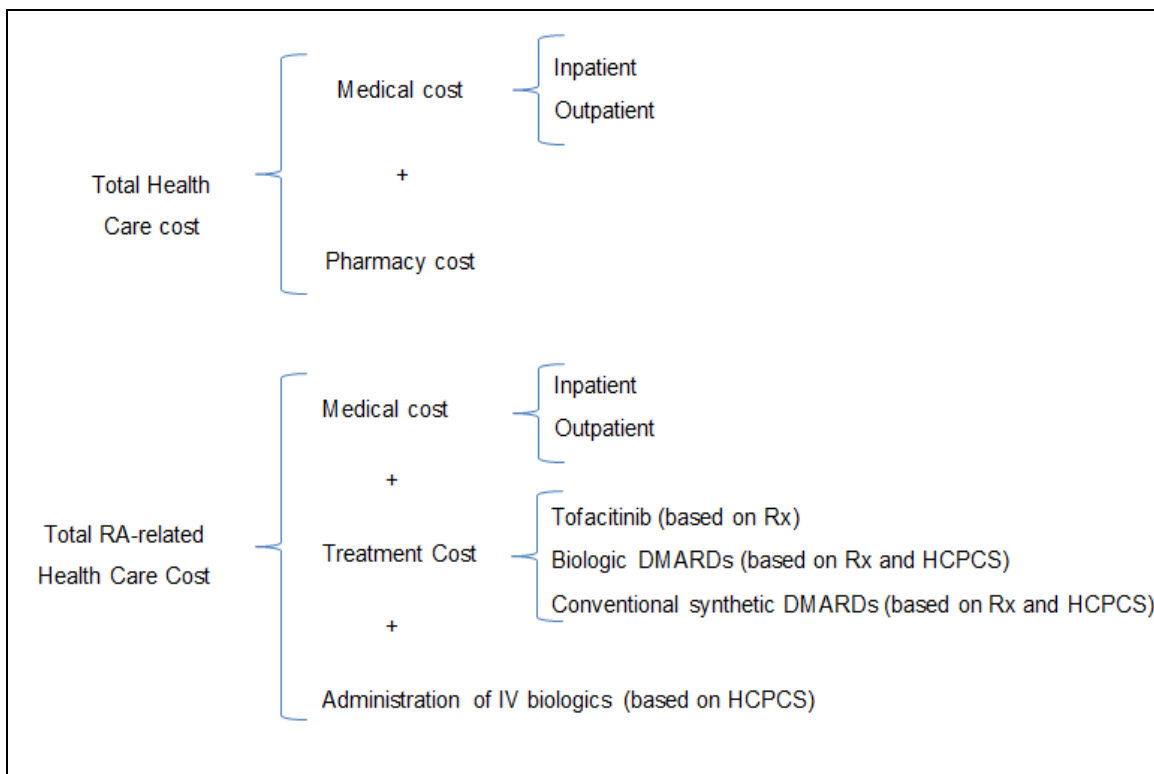 Inpatient
Medical cost
Outpatient
+
Total Health
Care cost
Pharmacy cost
Inpatient
Medical cost
Outpatient
+
Tofacitinib (based on Rx)
Total RA-related
Health Care Cost
Treatment Cost
Biologic DMARDs (based on Rx and HCPCS)
Conventional synthetic DMARDs (based on Rx and HCPCS)
+
Administration of IV biologics (based on HCPCS)